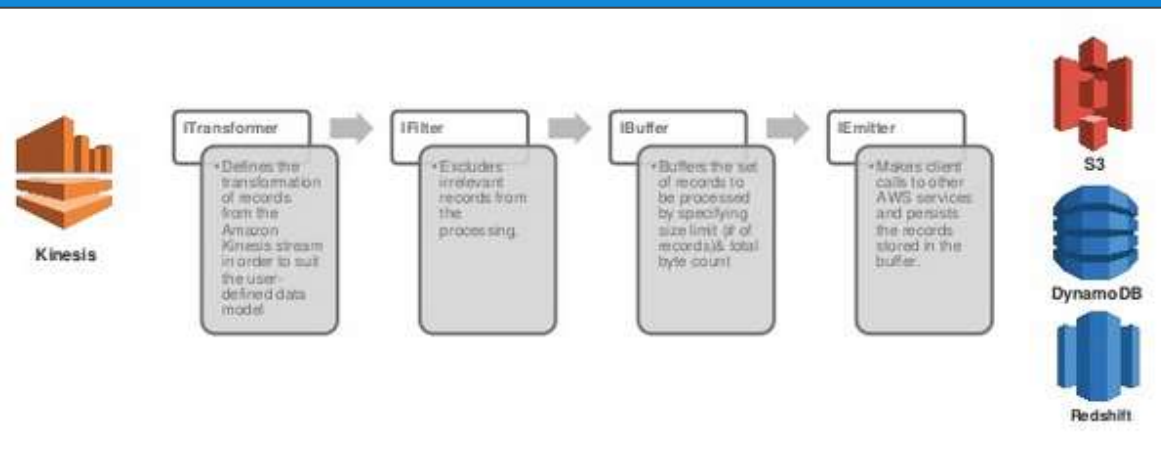 Kinesis
ITransformer
•Defines the
transformation
of records
from the
Amazon
Kinesis stream
in order to suit
the user-
defined data
model
IFilter
•Excludes
irrelevant
records from
the
processing.
IBuffer
•Buffers the set
of records to
be processed
by specifying
size limit (# of
records)& total
byte count
IEmitter
•Makes client
calls to other
AWS services
and persists
the records
stored in the
buffer.
S3
DynamoDB
Redshift